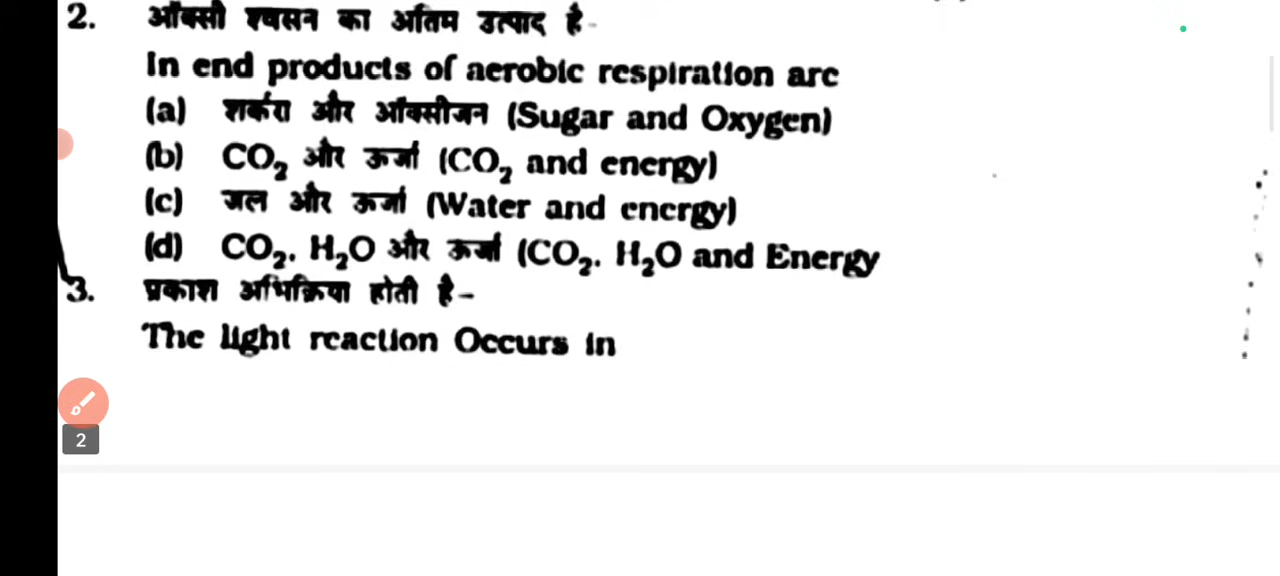 2. ऑक्सी श्वसन का अंतिम उत्पाद है-
In end products of aerobic respiration are
(a) शर्करा और ऑक्सीजन (Sugar and Oxygen)
(b) CO₂ और ऊर्जा (CO₂ and energy)
(c) जल और ऊर्जा (Water and energy)
(d) CO₂. H₂O और ऊर्जा (CO₂. H₂O and Energy
3. प्रकाश अभिक्रिया होती है-
The light reaction Occurs in
2